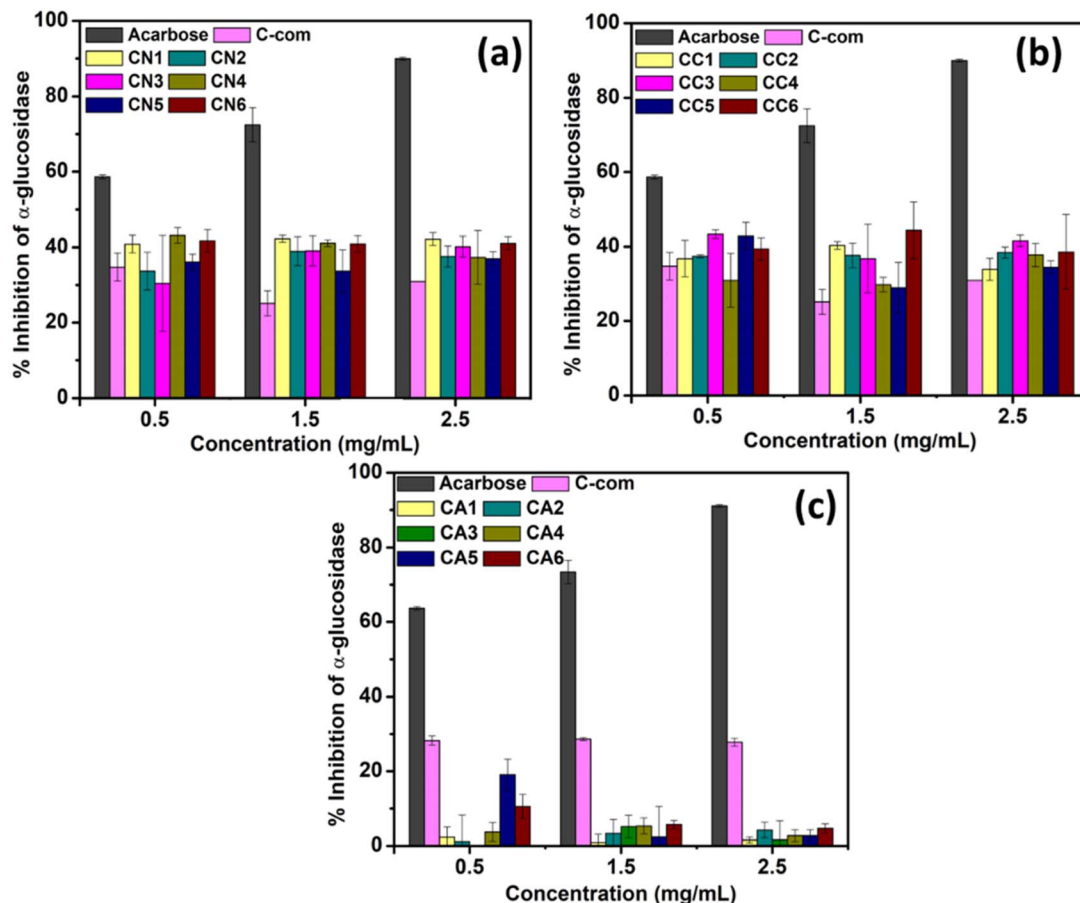 (a)
% Inhibition of α-glucosidase
100
80
60
40
20
0
Acarbose C-com
CN1 CN2
CN3 CN4
CN5 CN6
0.5 1.5 2.5
Concentration (mg/mL)
(b)
% Inhibition of α-glucosidase
100
80
60
40
20
0
Acarbose C-com
CC1 CC2
CC3 CC4
CC5 CC6
0.5 1.5 2.5
Concentration (mg/mL)
(c)
% Inhibition of α-glucosidase
100
80
60
40
20
0
Acarbose C-com
CA1 CA2
CA3 CA4
CA5 CA6
0.5 1.5 2.5
Concentration (mg/mL)